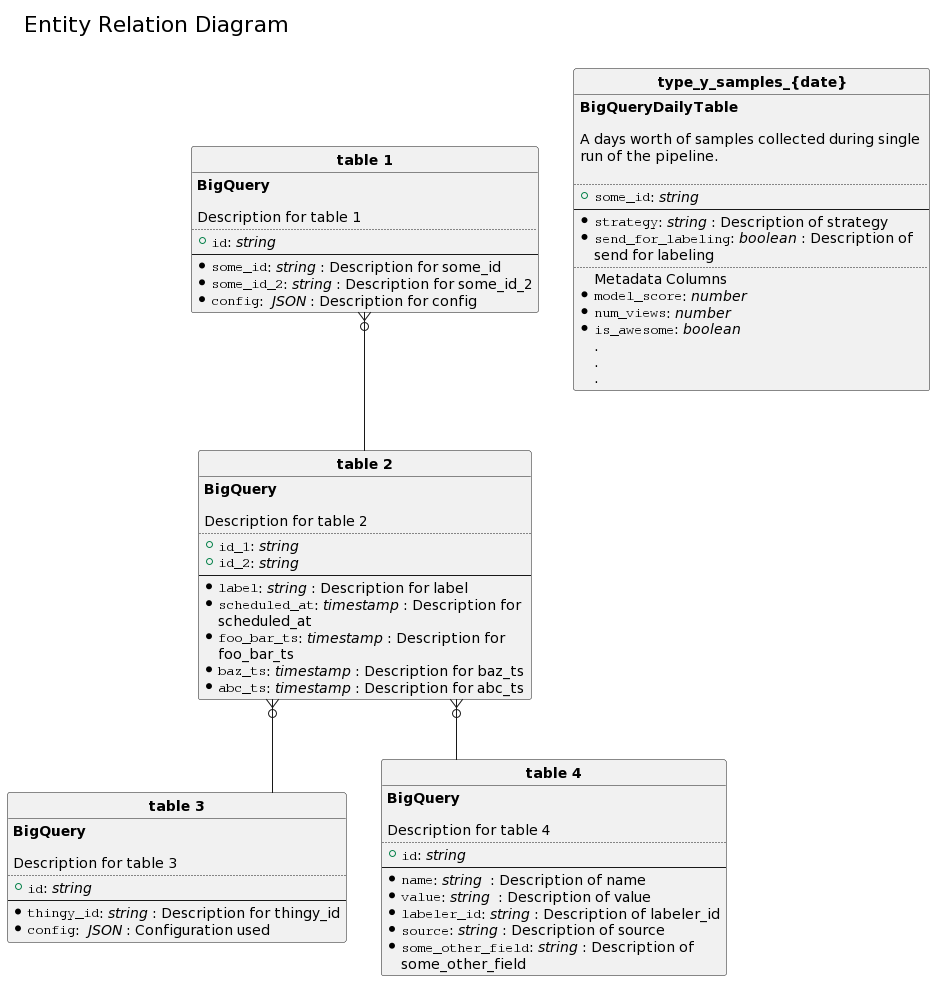 Entity Relation Diagram
type_y_samples_{date}
BigQueryDailyTable
A days worth of samples collected during single
run of the pipeline.
some_id: string
strategy: string : Description of strategy
send_for_labeling: boolean : Description of
send for labeling
Metadata Columns
model_score: number
num_views: number
is_awesome: boolean
.
.
.
table 1
BigQuery
Description for table 1
id: string
some_id: string : Description for some_id
some_id_2: string : Description for some_id_2
config: JSON : Description for config
table 2
BigQuery
Description for table 2
id_1: string
id_2: string
label: string : Description for label
scheduled_at: timestamp : Description for
scheduled_at
foo_bar_ts: timestamp : Description for
foo_bar_ts
baz_ts: timestamp : Description for baz_ts
abc_ts: timestamp : Description for abc_ts
table 3
BigQuery
Description for table 3
id: string
thingy_id: string : Description for thingy_id
config: JSON : Configuration used
table 4
BigQuery
Description for table 4
id: string
name: string : Description of name
value: string : Description of value
labeler_id: string : Description of labeler_id
source: string : Description of source
some_other_field: string : Description of
some_other_field